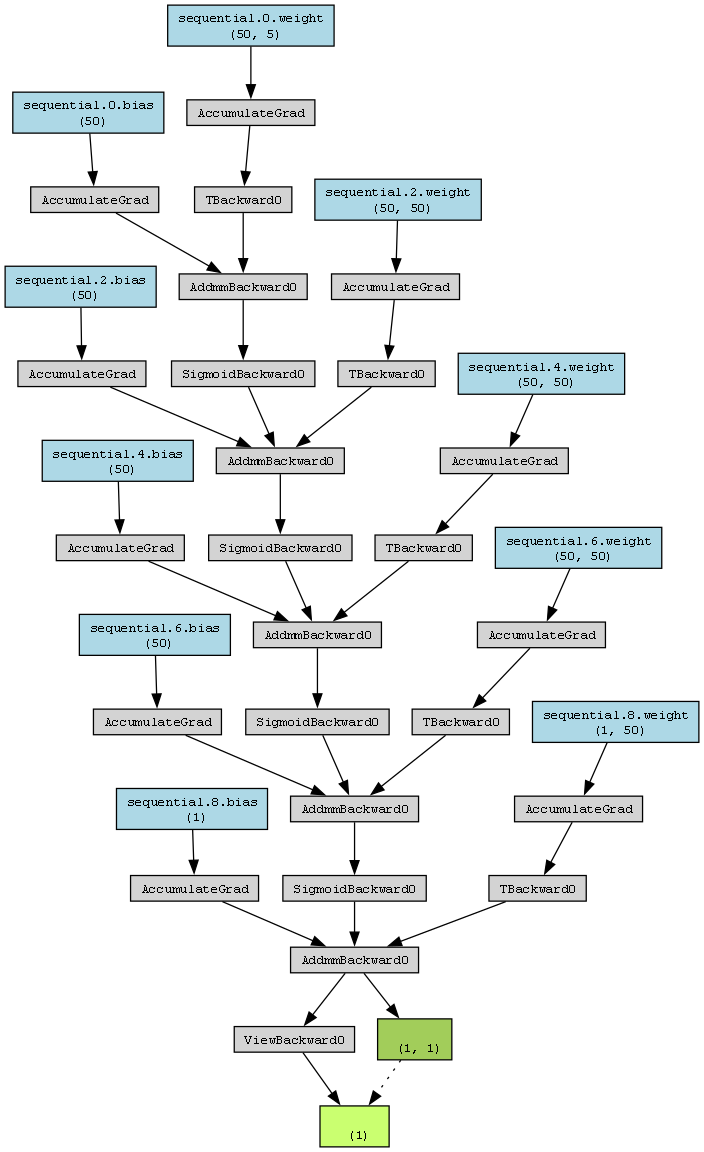 sequential.0.weight
(50, 5)
sequential.0.bias
(50)
AccumulateGrad
AccumulateGrad
TBackward0
sequential.2.weight
(50, 50)
sequential.2.bias
(50)
AddmmBackward0
AccumulateGrad
AccumulateGrad
SigmoidBackward0
TBackward0
sequential.4.weight
(50, 50)
sequential.4.bias
(50)
AddmmBackward0
AccumulateGrad
AccumulateGrad
SigmoidBackward0
TBackward0
sequential.6.weight
(50, 50)
sequential.6.bias
(50)
AddmmBackward0
AccumulateGrad
AccumulateGrad
SigmoidBackward0
TBackward0
sequential.8.weight
(1, 50)
sequential.8.bias
(1)
AddmmBackward0
AccumulateGrad
AccumulateGrad
SigmoidBackward0
TBackward0
AddmmBackward0
ViewBackward0
(1, 1)
(1)